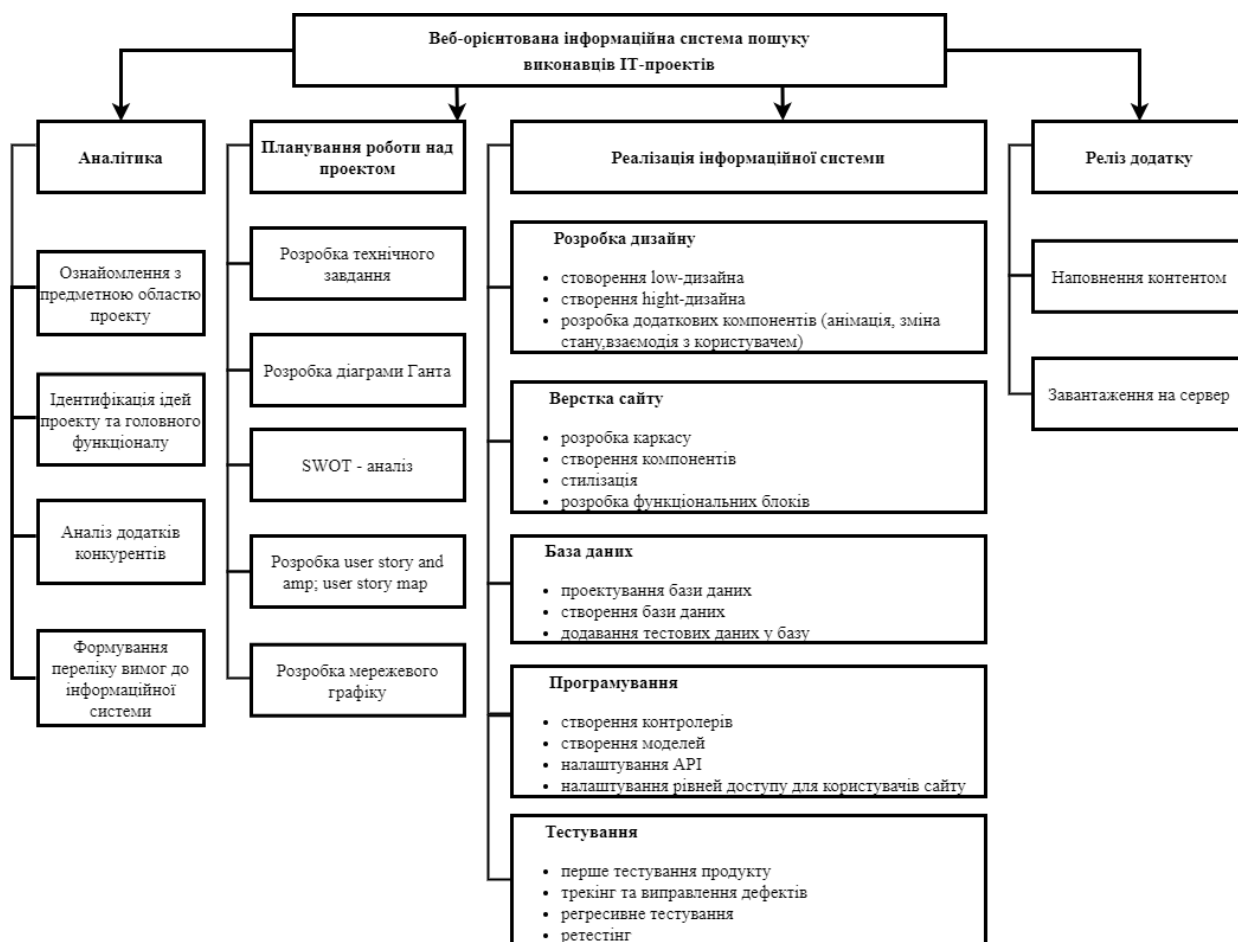 Веб-орієнтована інформаційна система пошуку
виконавців ІТ-проектів
Аналітика
Ознайомлення з
предметною областю
проекту
Ідентифікація ідей
проекту та головного
функціоналу
Аналіз додатків
конкурентів
Формування
переліку вимог до
інформаційної
системи
Планування роботи над
проектом
Розробка технічного
завдання
Розробка діаграми Ганта
SWOT - аналіз
Розробка user story and
amp; user story map
Розробка мережевого
графіку
Реалізація інформаційної системи
Розробка дизайну
• стоворення low-дизайна
• створення hight-дизайна
• розробка додаткових компонентів (анімація, зміна
стану,взаємодія з користувачем)
Верстка сайту
• розробка каркасу
• створення компонентів
• стилізація
• розробка функціональних блоків
База даних
• проектування бази даних
• створення бази даних
• додавання тестових даних у базу
Програмування
• створення контролерів
• створення моделей
• налаштування АРІ
• налаштування рівней доступу для користувачів сайту
Тестування
• перше тестування продукту
• трекінг та виправлення дефектів
• регресивне тестування
• ретестінг
Реліз додатку
Наповнення контентом
Завантаження на сервер